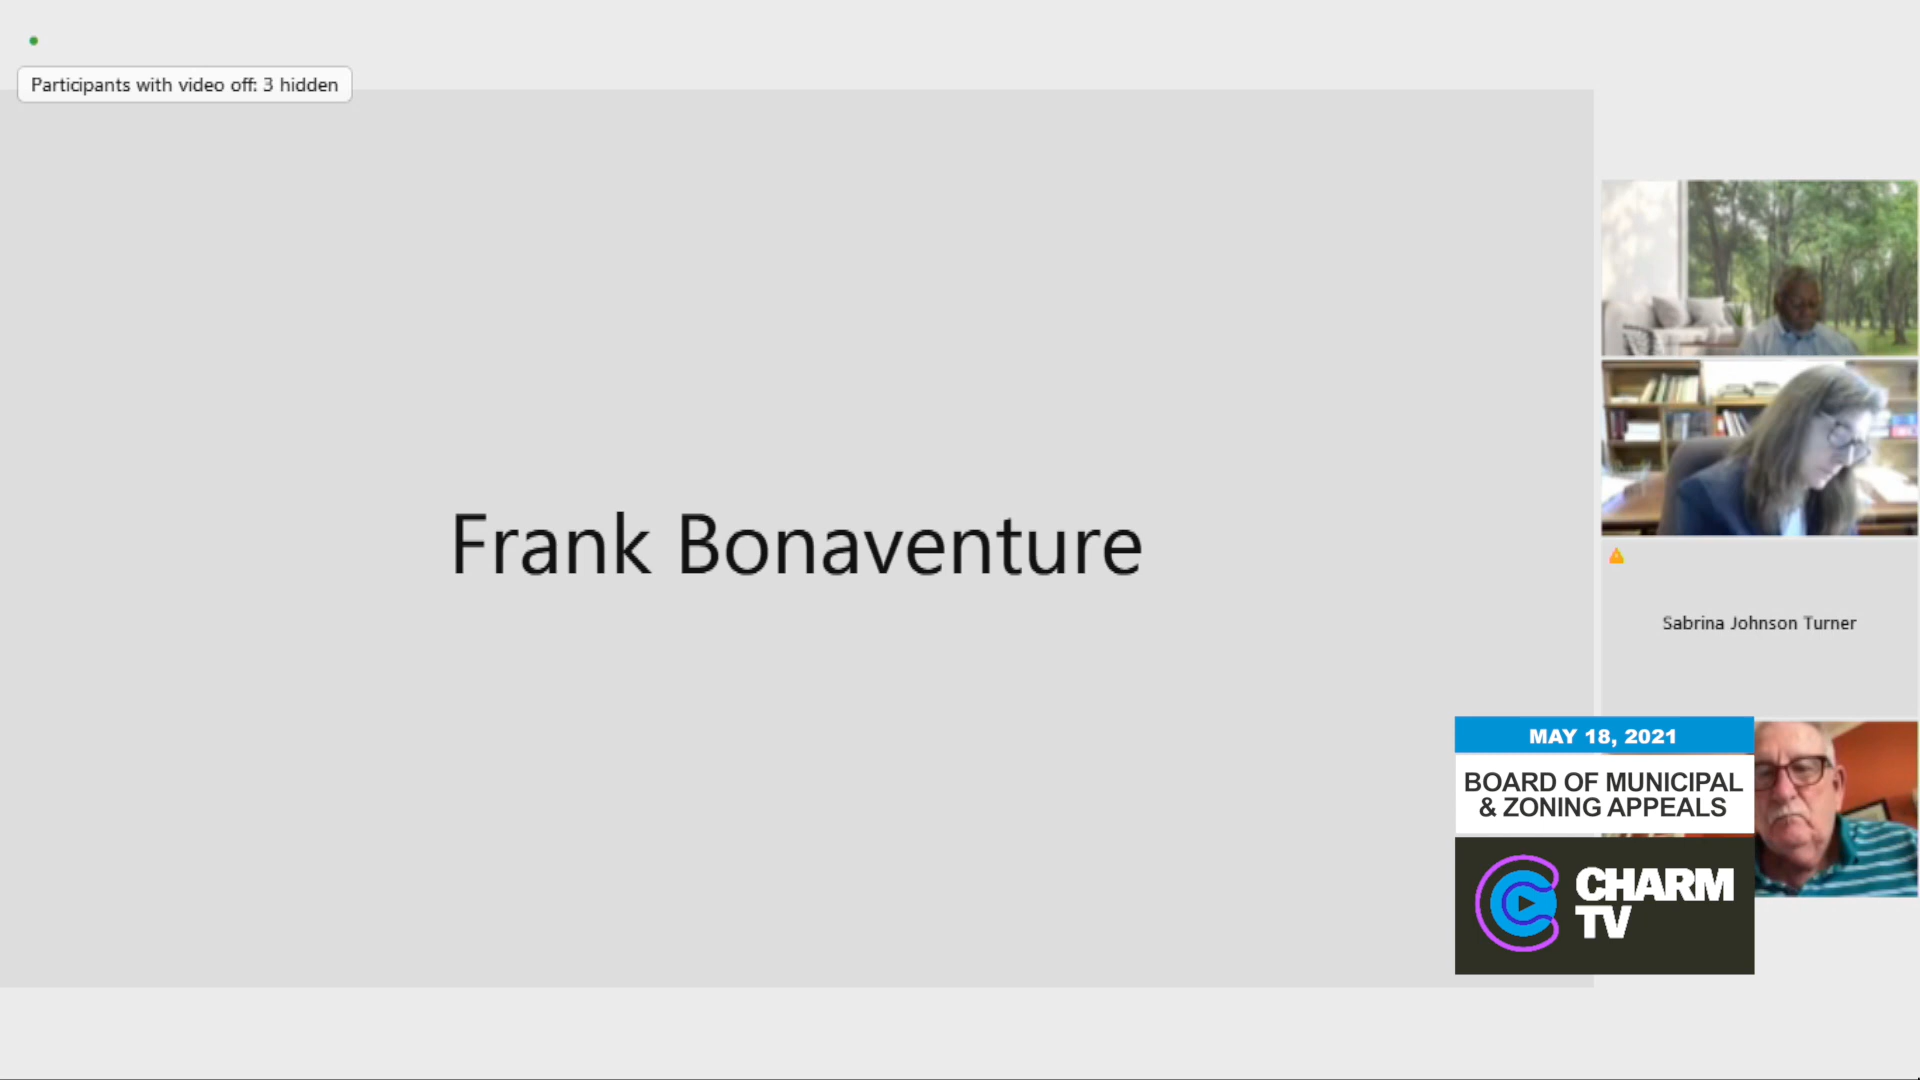 Participants with video off: 3 hidden
Frank Bonaventure
Sabrina Johnson Turner
MAY 18, 2021
BOARD OF MUNICIPAL
& ZONING APPEALS
CHARM
TV